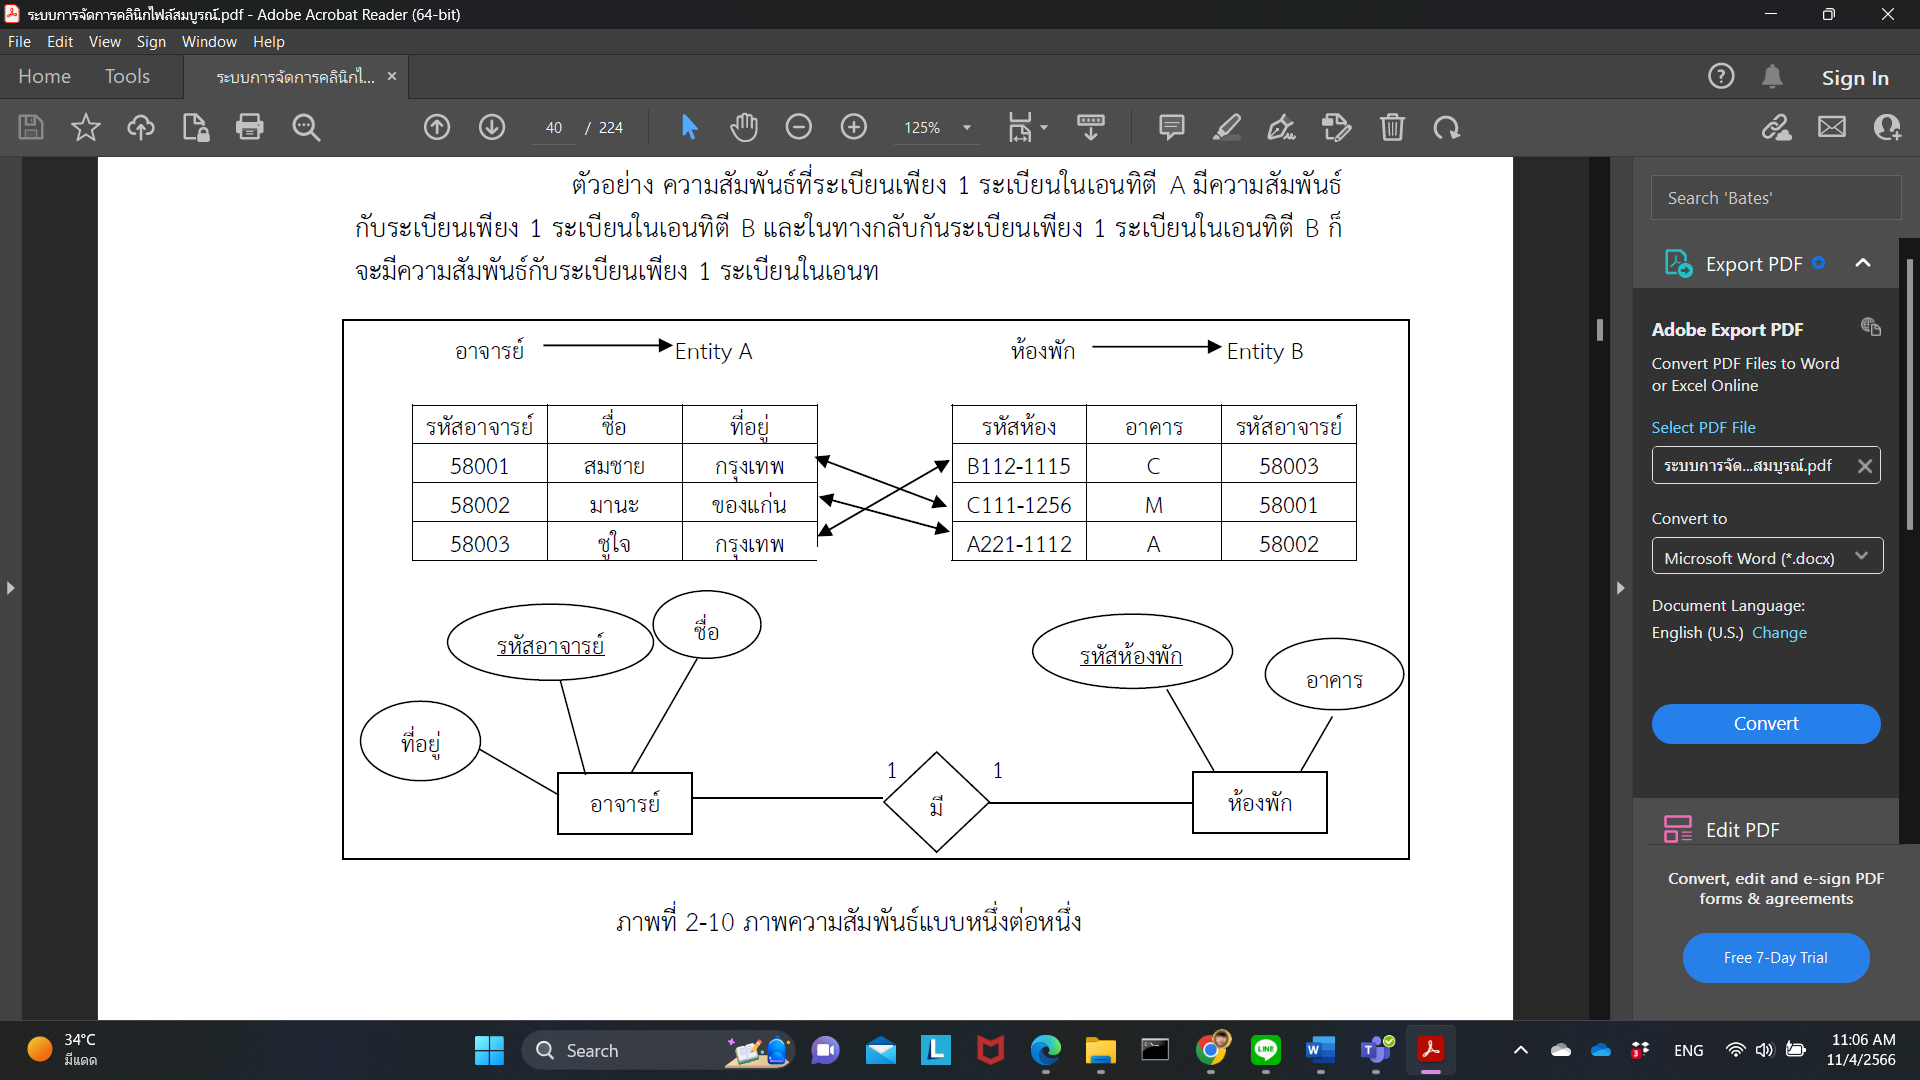 ระบบการจัดการคลินิกไฟล์สมบูรณ์.pdf - Adobe Acrobat Reader (64-bit)
File Edit View Sign Window Help
Home Tools ระบบการจัดการคลินิกไ... × Sign In
40 / 224 125%
ตัวอย่าง ความสัมพันธ์ที่ระเบียนเพียง 1 ระเบียนในเอนทิตี A มีความสัมพันธ์
กับระเบียนเพียง 1 ระเบียนในเอนทิตี B และในทางกลับกันระเบียนเพียง 1 ระเบียนในเอนทิตี B ก็
จะมีความสัมพันธ์กับระเบียนเพียง 1 ระเบียนในเอนท
อาจารย์ Entity A ห้องพัก Entity B
รหัสอาจารย์ ชื่อ ที่อยู่
58001 สมชาย กรุงเทพ
58002 มานะ ของแก่น
58003 ชูใจ กรุงเทพ
รหัสห้อง อาคาร รหัสอาจารย์
B112-1115 C 58003
C111-1256 M 58001
A221-1112 A 58002
รหัสอาจารย์ ชื่อ
ที่อยู่
รหัสห้องพัก อาคาร
อาจารย์ 1 มี 1 ห้องพัก
ภาพที่ 2-10 ภาพความสัมพันธ์แบบหนึ่งต่อหนึ่ง
Search 'Bates'
Export PDF
Adobe Export PDF
Convert PDF Files to Word
or Excel Online
Select PDF File
ระบบการจัด...สมบูรณ์.pdf
Convert to
Microsoft Word (*.docx)
Document Language:
English (U.S.) Change
Convert
Edit PDF
Convert, edit and e-sign PDF
forms & agreements
Free 7-Day Trial
34°C
มีแดด
Search
ENG
11:06 AM
11/4/2566